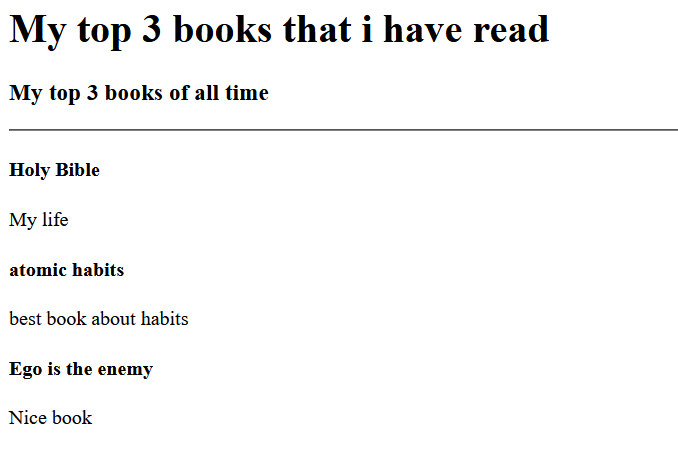 My top 3 books that i have read
My top 3 books of all time
Holy Bible
My life
atomic habits
best book about habits
Ego is the enemy
Nice book